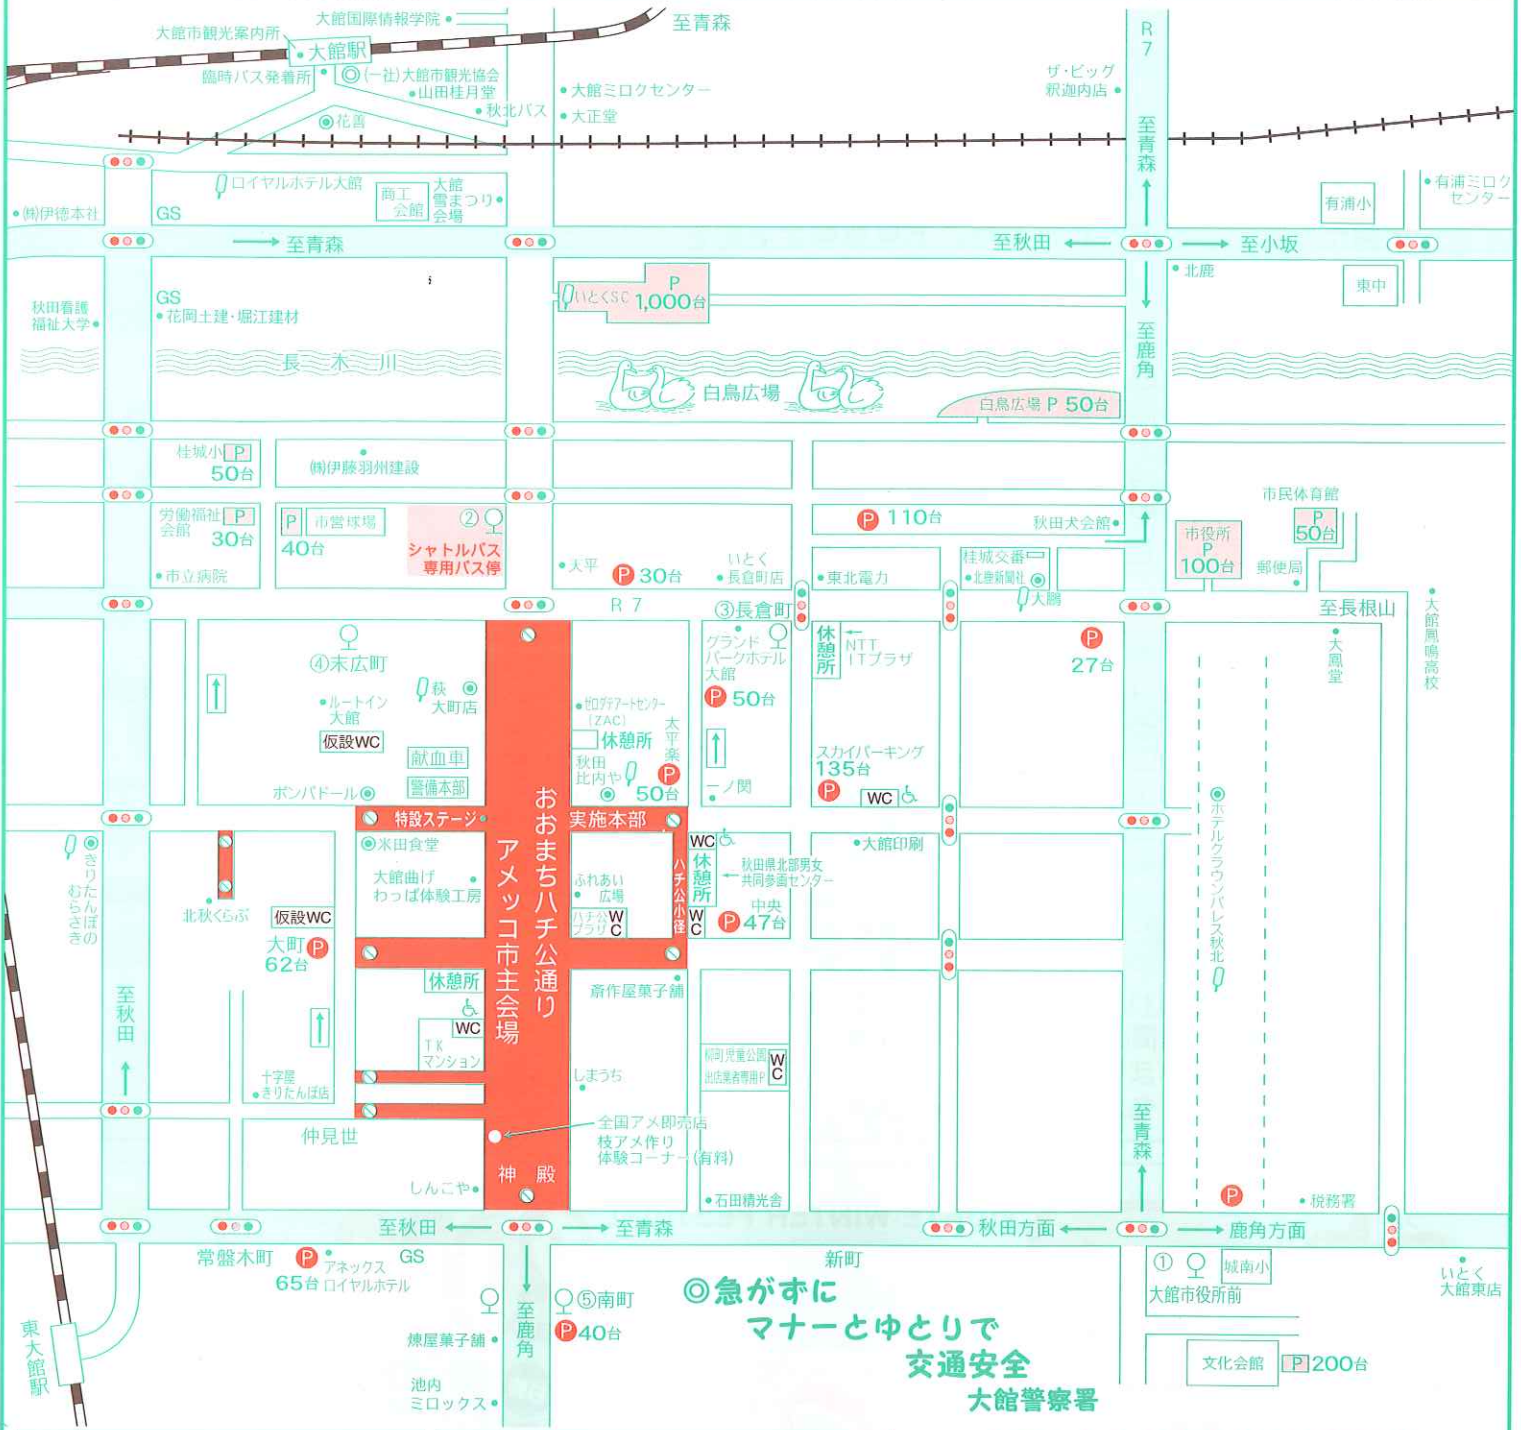 大館国際情報学院
至青森
大館市観光案内所
大館駅
R7
臨時バス発着所
(一社)大館市観光協会
山田桂月堂
秋北バス
大館ミロクセンター
大正堂
花善
ザ・ビッグ
釈迦内店
至青森
ロイヤルホテル大館
商工
会館
大館
雪まつり
会場
㈱伊徳本社
GS
有浦小
有浦ミロク
センター
至青森
至秋田
至小坂
北鹿
東中
秋田看護
福祉大学
GS
花岡土建・堀江建材
いとくSC
P
1,000台
至鹿角
長木川
白鳥広場
白鳥広場 P 50台
桂城小 P
50台
㈱伊藤羽州建設
労働福祉
会館
P
30台
P
市営球場
40台
②
シャトルバス
専用バス停
市立病院
大平
P 30台
いとく
長倉町店
P 110台
秋田犬会館
東北電力
桂城交番
北鹿新聞社
大鵬
市民体育館
P
50台
市役所
P
100台
郵便局
R 7
③長倉町
至長根山
大館鳳鳴高校
大鳳堂
④末広町
ルートイン
大館
仮設WC
萩
大町店
献血車
警備本部
ボンパドール
ゼロダテアートセンター
(ZAC)
休憩所
太平楽
秋田
比内や
P
50台
グランド
パークホテル
大館
P 50台
一ノ関
休憩所
NTT
ITプラザ
スカイパーキング
135台
P
WC
P
27台
ホテルクラウンパレス秋北
特設ステージ
実施本部
おおまちハチ公通り
アメッコ市主会場
ハチ公小径
きりたんぽの
むらさき
北秋くらぶ
仮設WC
大町 P
62台
米田食堂
大館曲げ
わっぱ体験工房
ふれあい
広場
ハチ公
プラザ
WC
WC
休憩所
WC
秋田県北部男女
共同参画センター
中央
P 47台
大館印刷
休憩所
WC
TK
マンション
斎作屋菓子舗
柳町児童公園
出店業者専用P
WC
至秋田
十字屋
きりたんぽ店
しまうち
仲見世
全国アメ即売店
枝アメ作り
体験コーナー(有料)
神殿
しんこや
石田精光舎
至青森
P
税務署
至秋田
至青森
秋田方面
鹿角方面
常盤木町
P
65台
アネックス
ロイヤルホテル
GS
新町
①
大館市役所前
城南小
いとく
大館東店
東大館駅
至鹿角
⑤南町
P 40台
煉屋菓子舗
池内
ミロックス
◎急がずに
マナーとゆとりで
交通安全
大館警察署
文化会館
P 200台